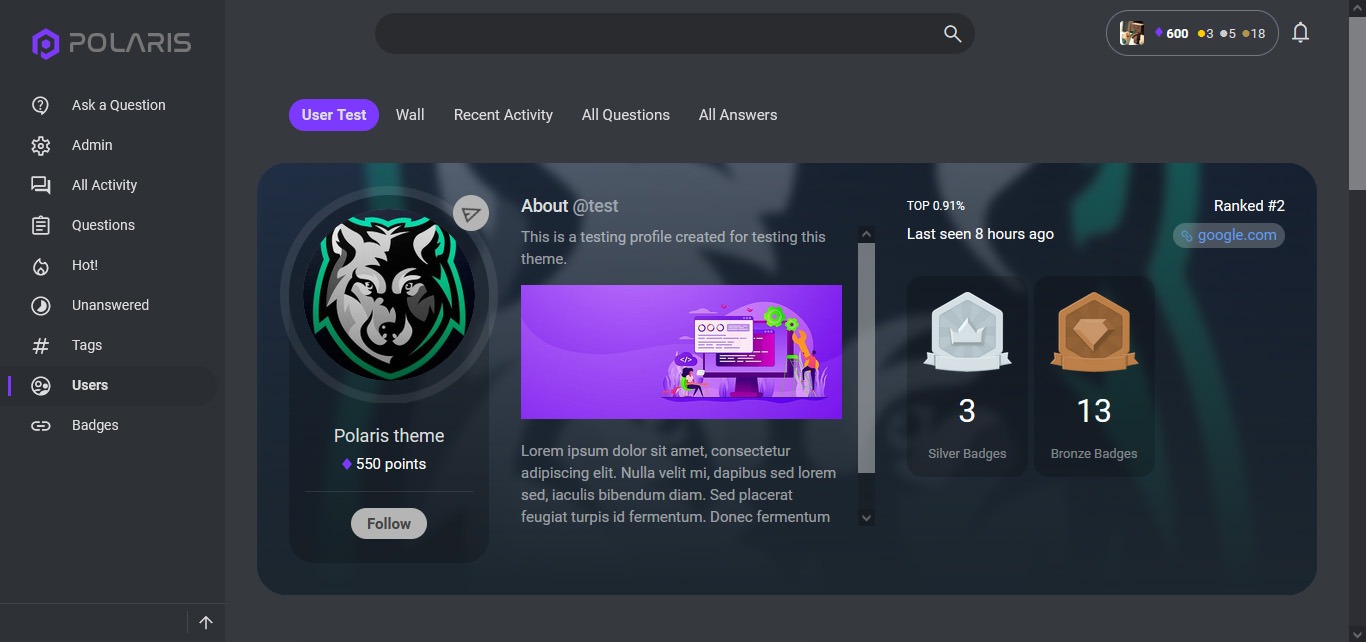 POLARIS
600 3 5 18
Ask a Question
Admin
All Activity
Questions
Hot!
Unanswered
Tags
Users
Badges
User Test
Wall
Recent Activity
All Questions
All Answers
Polaris theme
550 points
Follow
About @test
This is a testing profile created for testing this
theme.
</>
Lorem ipsum dolor sit amet, consectetur
adipiscing elit. Nulla velit mi, dapibus sed lorem
sed, iaculis bibendum diam. Sed placerat
feugiat turpis id fermentum. Donec fermentum
TOP 0.91%
Ranked #2
Last seen 8 hours ago
google.com
3
Silver Badges
13
Bronze Badges